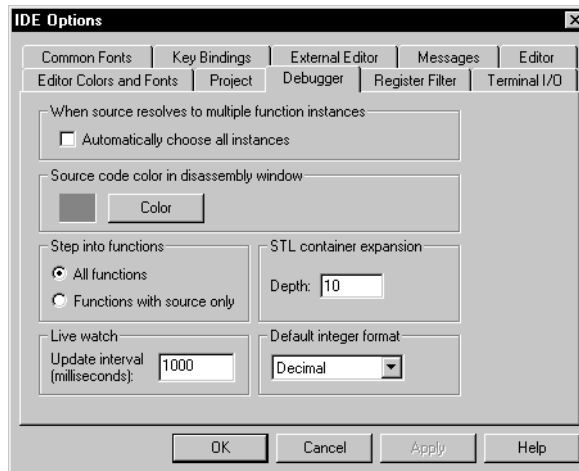 IDE Options
Common Fonts Key Bindings External Editor Messages Editor
Editor Colors and Fonts Project Debugger Register Filter Terminal I/O
When source resolves to multiple function instances
Automatically choose all instances
Source code color in disassembly window
Color
Step into functions
All functions
Functions with source only
STL container expansion
Depth: 10
Live watch
Update interval
(milliseconds):
1000
Default integer format
Decimal
OK Cancel Apply Help